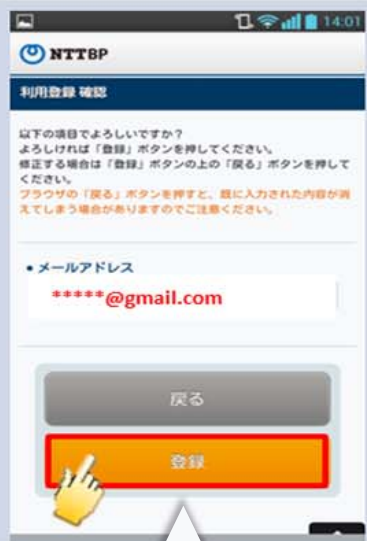 14:01
NTTBP
利用登録 確認
以下の項目でよろしいですか？
よろしければ「登録」ボタンを押してください。
修正する場合は「登録」ボタンの上の「戻る」ボタンを押して
ください。
ブラウザの「戻る」ボタンを押すと、既に入力された内容が消
えてしまう場合がありますのでご注意ください。
• メールアドレス
*****@gmail.com
戻る
登録